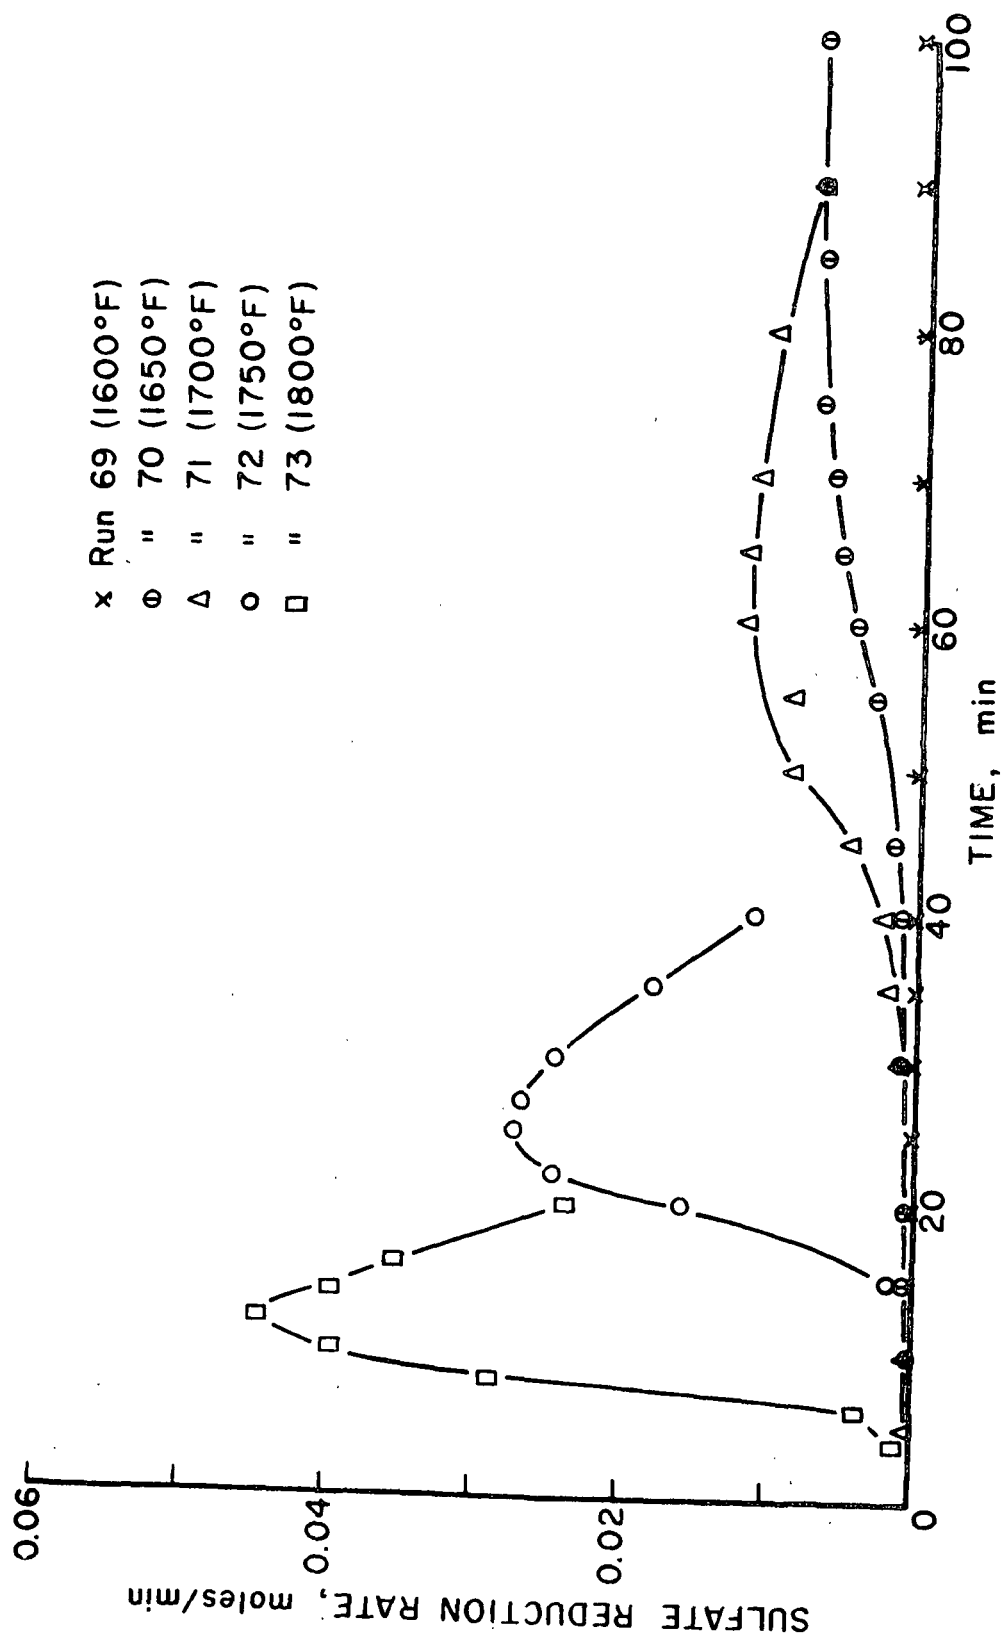 x Run 69 (1600°F)
⦶ " 70 (1650°F)
△ " 71 (1700°F)
○ " 72 (1750°F)
□ " 73 (1800°F)
SULFATE REDUCTION RATE, moles/min
0.06
0.04
0.02
0
20
40
60
80
100
TIME, min